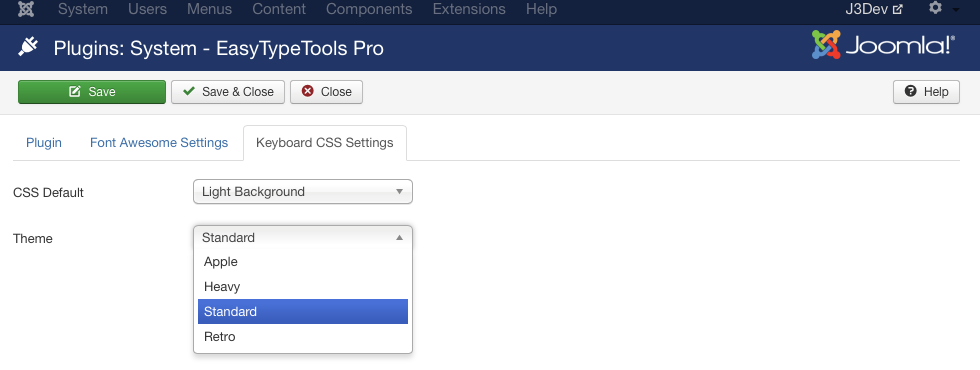 System Users Menus Content Components Extensions Help J3Dev
Plugins: System - EasyTypeTools Pro Joomla!®
Save Save & Close Close Help
Plugin Font Awesome Settings Keyboard CSS Settings
CSS Default Light Background
Theme Standard
Apple
Heavy
Standard
Retro